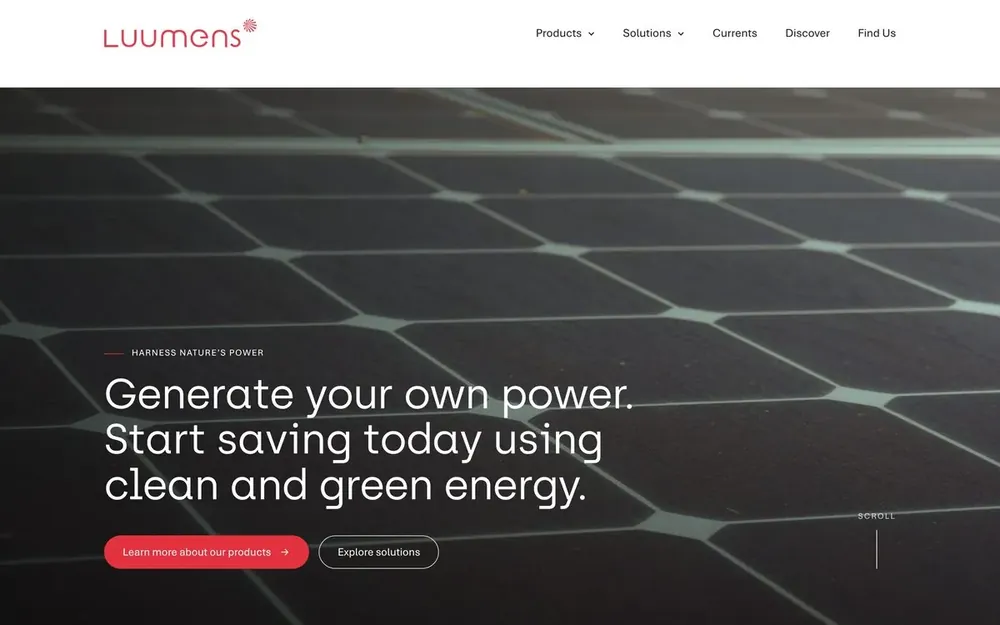 Luumens
Products
Solutions
Currents
Discover
Find Us
HARNESS NATURE'S POWER
Generate your own power.
Start saving today using
clean and green energy.
SCROLL
Learn more about our products
Explore solutions